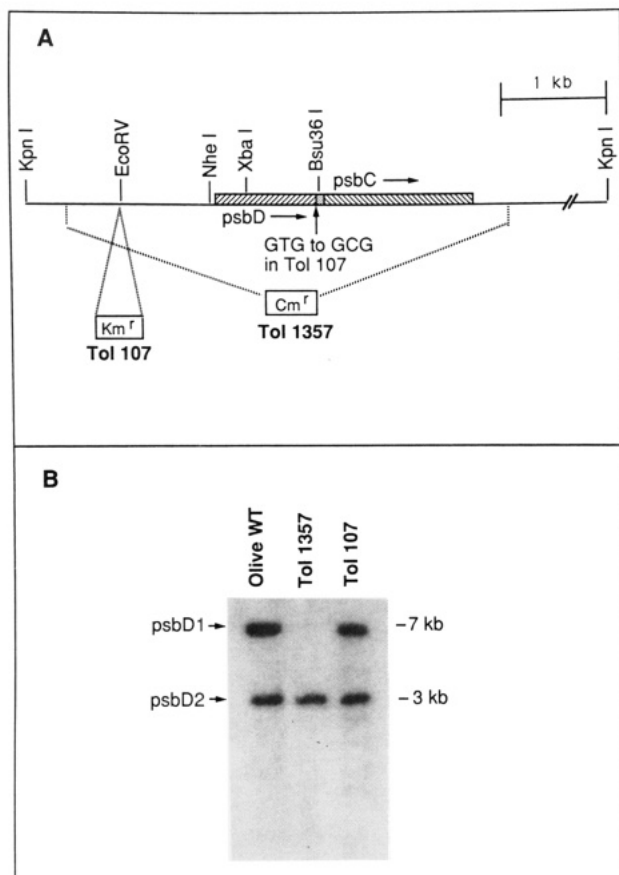 A
1 kb
Kpn I
EcoRV
Nhe I
Xba I
Bsu36 I
Kpn I
psbC →
psbD →
GTG to GCG
in Tol 107
Km r
Tol 107
Cm r
Tol 1357
B
Olive WT
Tol 1357
Tol 107
psbD1 →
– 7 kb
psbD2 →
– 3 kb